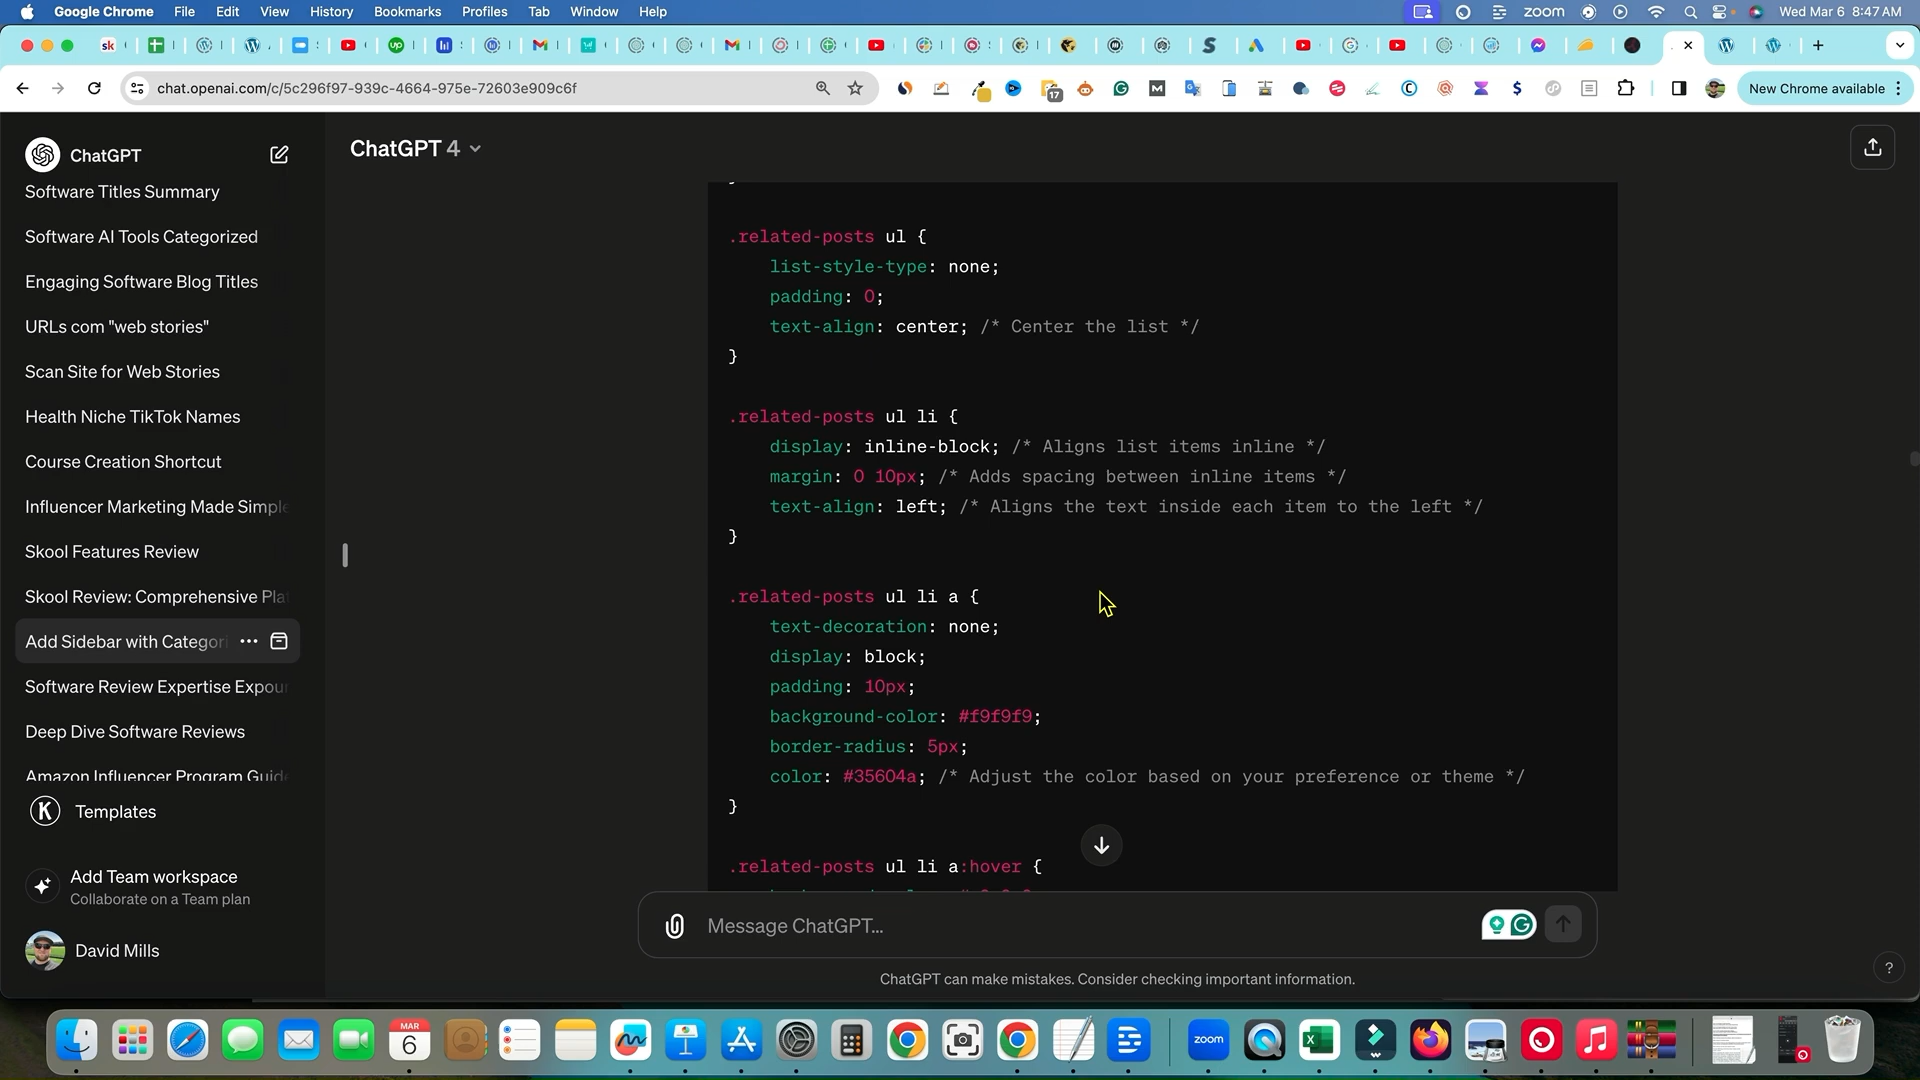 Google Chrome File Edit View History Bookmarks Profiles Tab Window Help zoom Wed Mar 6 8:47 AM
chat.openai.com/c/5c296f97-939c-4664-975e-72603e909c6f 17 New Chrome available
ChatGPT
ChatGPT 4
Software Titles Summary
Software AI Tools Categorized
Engaging Software Blog Titles
URLs com "web stories"
Scan Site for Web Stories
Health Niche TikTok Names
Course Creation Shortcut
Influencer Marketing Made Simple
Skool Features Review
Skool Review: Comprehensive Pla
Add Sidebar with Categori
Software Review Expertise Expou
Deep Dive Software Reviews
Amazon Influencer Program Guide
Templates
Add Team workspace
Collaborate on a Team plan
David Mills
}
.related-posts ul {
list-style-type: none;
padding: 0;
text-align: center; /* Center the list */
}
.related-posts ul li {
display: inline-block; /* Aligns list items inline */
margin: 0 10px; /* Adds spacing between inline items */
text-align: left; /* Aligns the text inside each item to the left */
}
.related-posts ul li a {
text-decoration: none;
display: block;
padding: 10px;
background-color: #f9f9f9;
border-radius: 5px;
color: #35604a; /* Adjust the color based on your preference or theme */
}
.related-posts ul li a:hover {
Message ChatGPT...
ChatGPT can make mistakes. Consider checking important information.
?
MAR
6
zoom